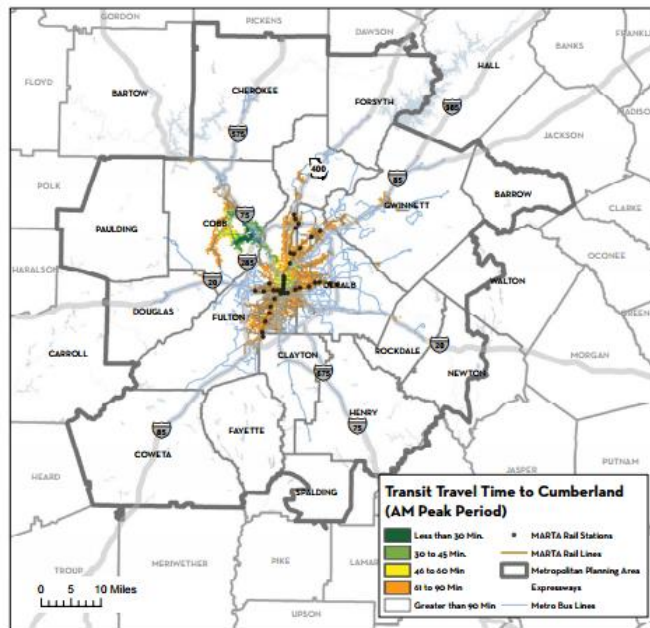 GORDON
PICKENS
DAWSON
HALL
BANKS
FRANKL
FLOYD
BARTOW
CHEROKEE
FORSYTH
MADIS
985
JACKSON
575
400
85
POLK
GWINNETT
BARROW
75
COBB
PAULDING
CLARKE
285
OCONEE
HARALSON
20
WALTON
DOUGLAS
DEKALB
FULTON
GREEN
CARROLL
CLAYTON
ROCKDALE
20
MORGAN
675
NEWTON
HENRY
85
FAYETTE
75
COWETA
HEARD
JASPER
PUTNAM
SPALDING
Transit Travel Time to Cumberland
(AM Peak Period)
Less than 30 Min.
30 to 45 Min.
46 to 60 Min
61 to 90 Min
Greater than 90 Min
MARTA Rail Stations
MARTA Rail Lines
Metropolitan Planning Area
Expressways
Metro Bus Lines
TROUP
MERIWETHER
PIKE
LAMAR
UPSON
0 5 10 Miles